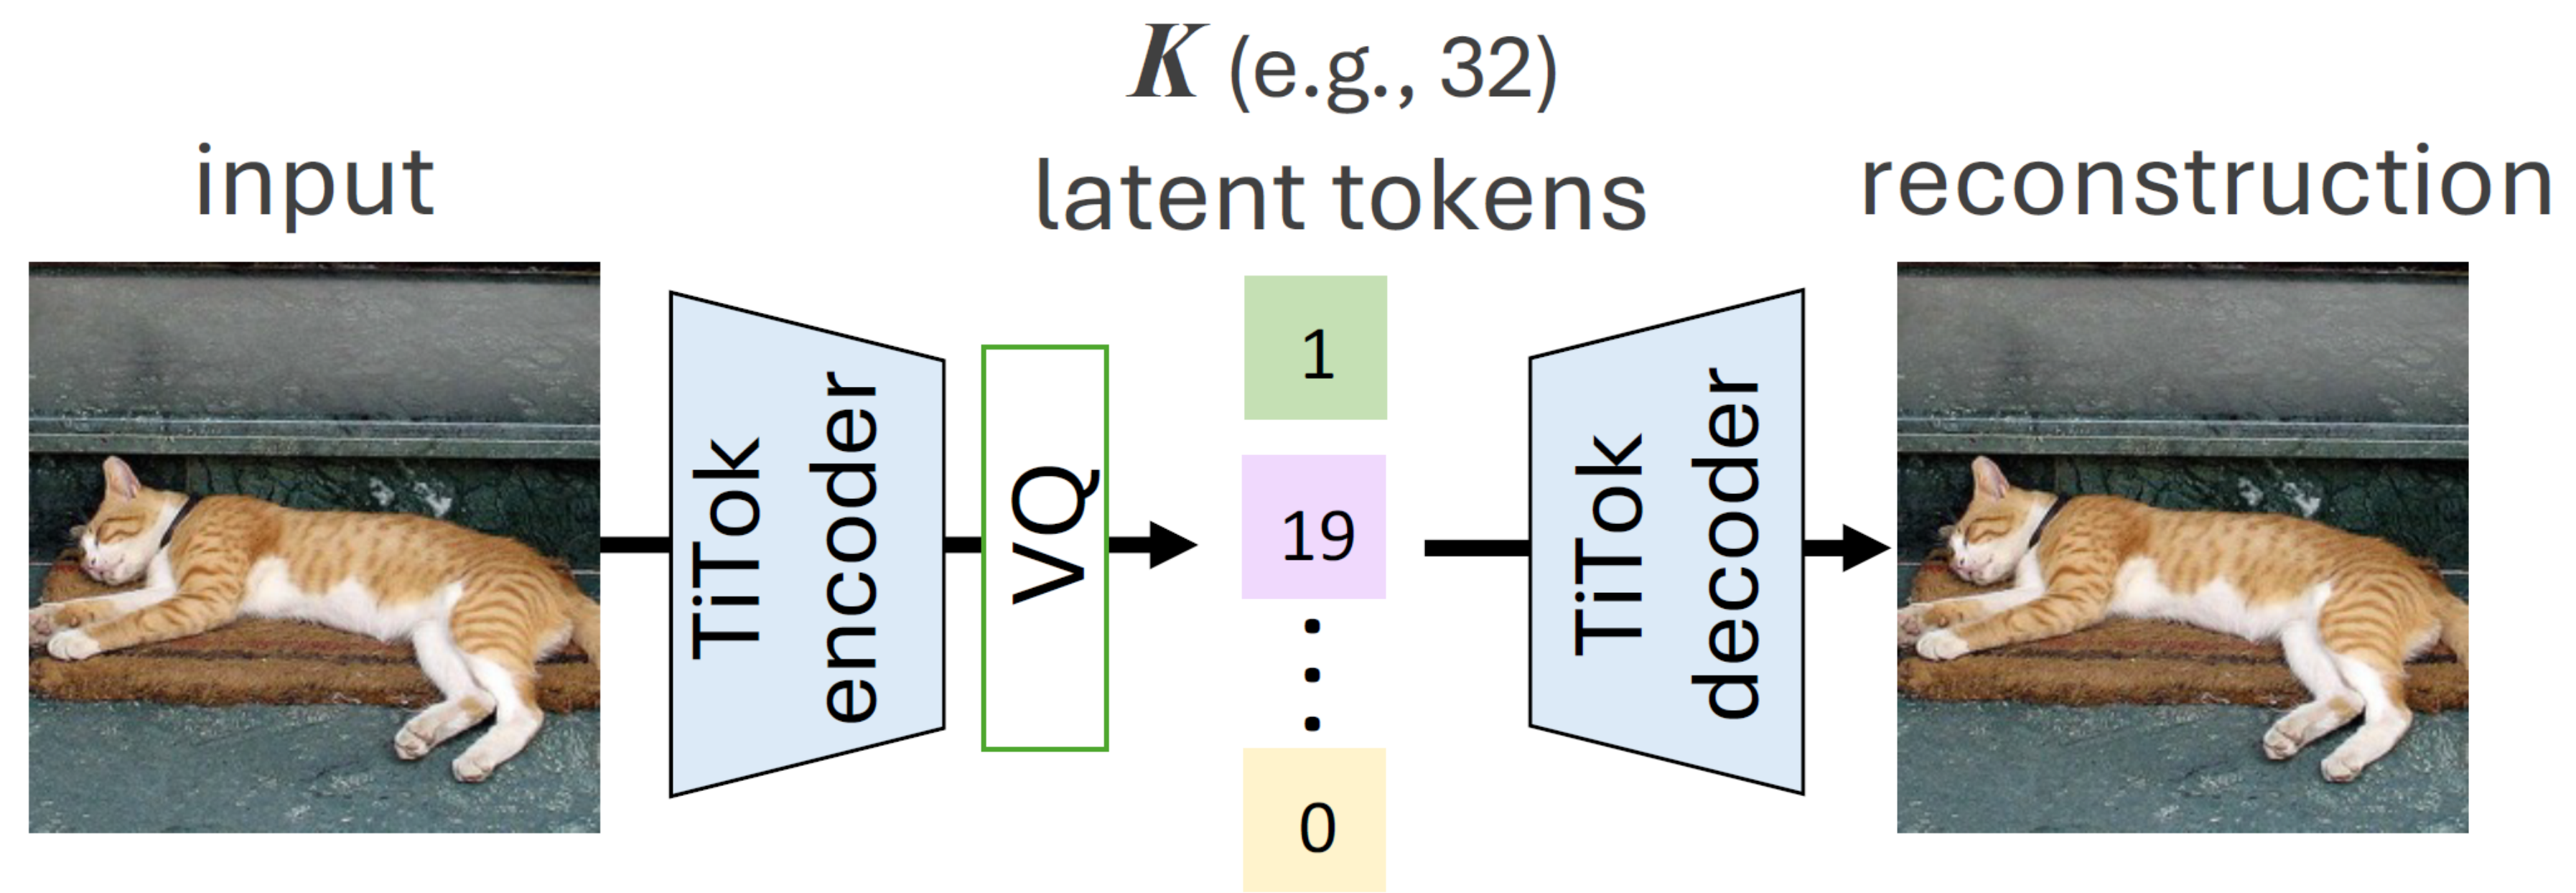 K (e.g., 32)
input
latent tokens
reconstruction
TiTok
encoder
VQ
1
19
0
TiTok
decoder